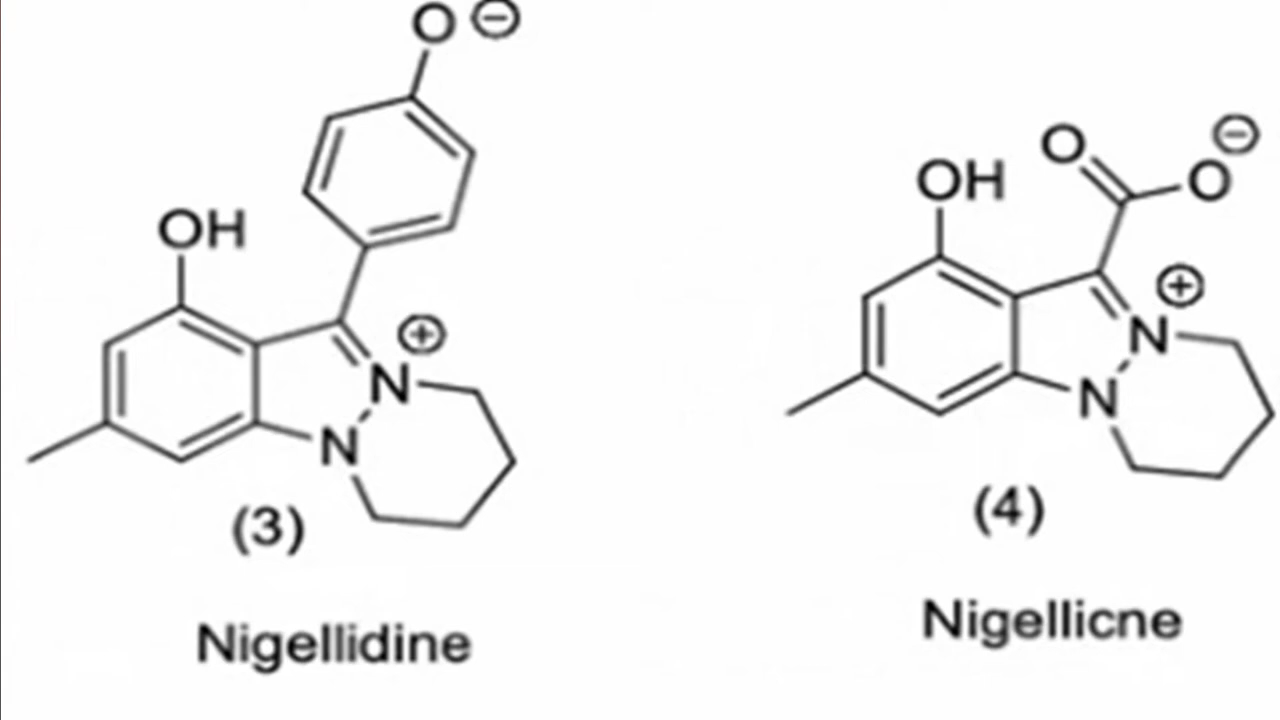 O ⊖
OH
⊕
N
N
(3)
Nigellidine
O
O ⊖
OH
⊕
N
N
(4)
Nigellicne